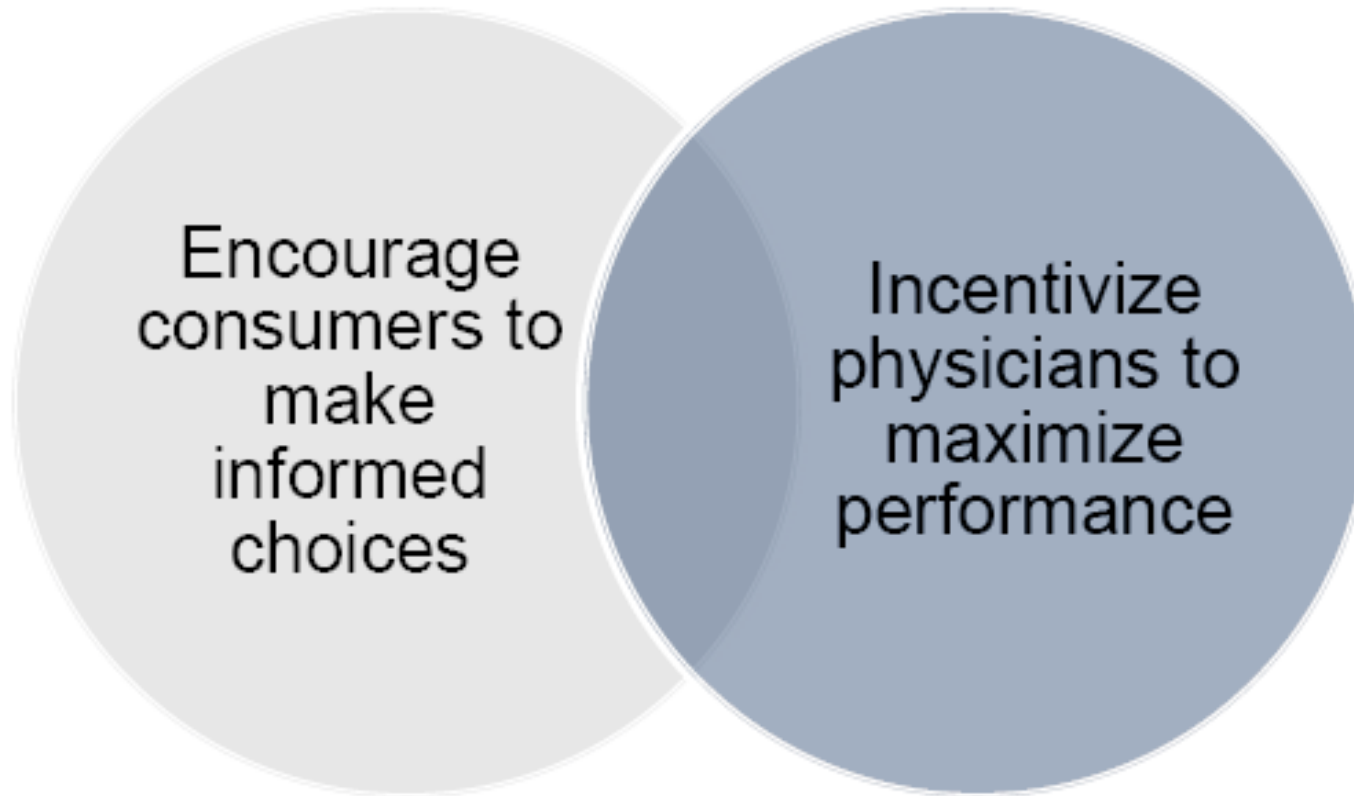 Encourage
consumers to
make
informed
choices
Incentivize
physicians to
maximize
performance